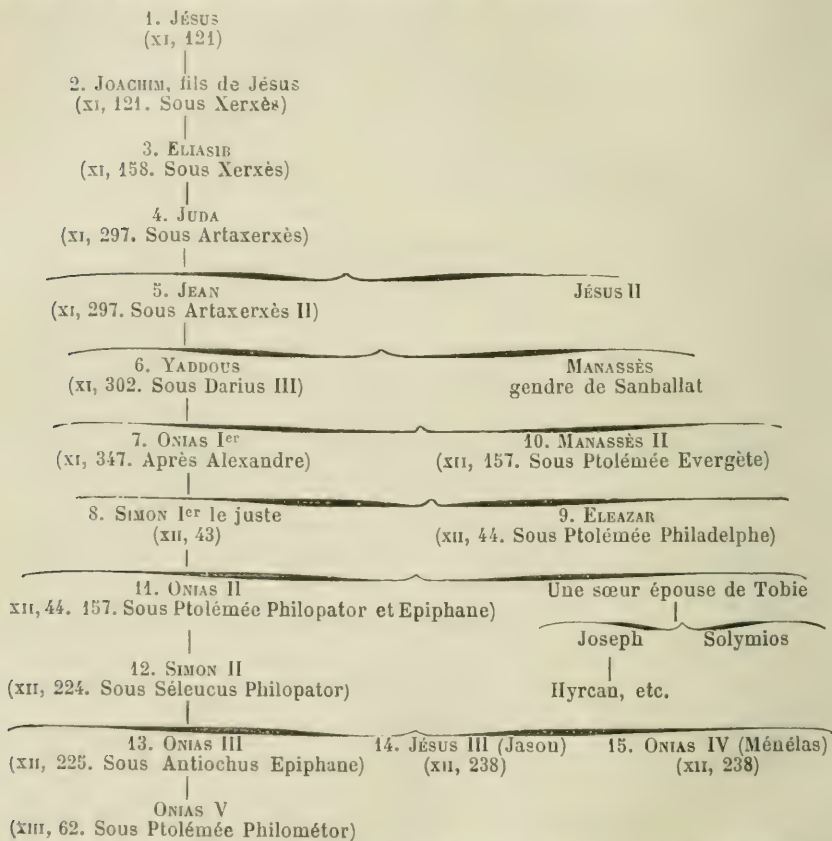 1. JÉSUS
(XI, 121)
2. JOACHIM, fils de Jésus
(XI, 121. Sous Xerxès)
3. ELIASIB
(XI, 158. Sous Xerxès)
4. JUDA
(XI, 297. Sous Artaxerxès)
5. JEAN JÉSUS II
(XI, 297. Sous Artaxerxès II)
6. YADDOUS MANASSÈS
(XI, 302. Sous Darius III) gendre de Sanballat
7. ONIAS Ier 10. MANASSÈS II
(XI, 347. Après Alexandre) (XII, 157. Sous Ptolémée Evergète)
8. SIMON Ier le juste 9. ELEAZAR
(XII, 43) (XII, 44. Sous Ptolémée Philadelphe)
11. ONIAS II Une sœur épouse de Tobie
XII, 44. 157. Sous Ptolémée Philopator et Epiphane)
Joseph Solymios
12. SIMON II Hyrcan, etc.
(XII, 224. Sous Séleucus Philopator)
13. ONIAS III 14. JÉSUS III (Jason) 15. ONIAS IV (Ménélas)
(XII, 225. Sous Antiochus Epiphane) (XII, 238) (XII, 238)
ONIAS V
(XIII, 62. Sous Ptolémée Philométor)